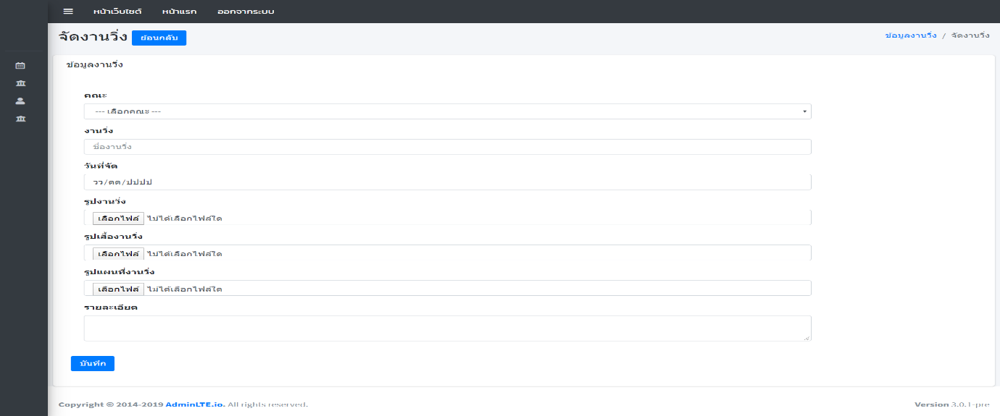 หน้าเว็บไซต์ หน้าแรก ออกจากระบบ
จัดงานวิ่ง ย้อนกลับ ข้อมูลงานวิ่ง / จัดงานวิ่ง
ข้อมูลงานวิ่ง
คณะ
--- เลือกคณะ ---
งานวิ่ง
ชื่องานวิ่ง
วันที่จัด
วว/ดด/ปปปป
รูปงานวิ่ง
เลือกไฟล์ ไม่ได้เลือกไฟล์ใด
รูปเสื้องานวิ่ง
เลือกไฟล์ ไม่ได้เลือกไฟล์ใด
รูปแผนที่งานวิ่ง
เลือกไฟล์ ไม่ได้เลือกไฟล์ใด
รายละเอียด
บันทึก
Copyright © 2014-2019 AdminLTE.io. All rights reserved. Version 3.0.1-pre